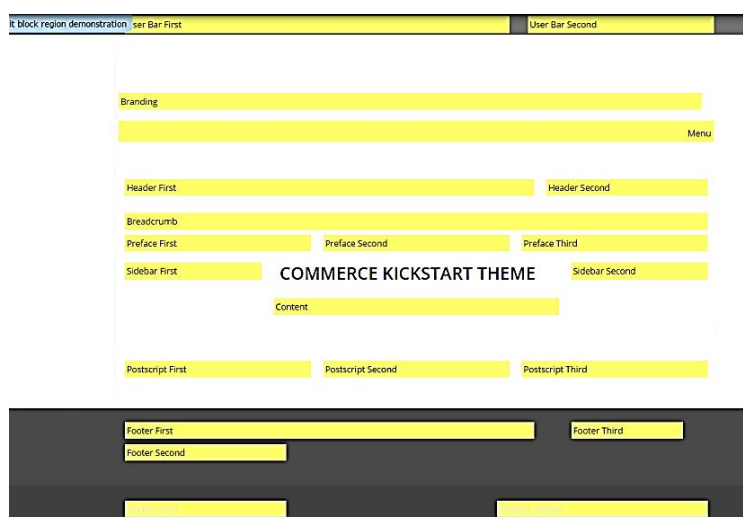 it block region demonstration ser Bar First User Bar Second
Branding
Menu
Header First Header Second
Breadcrumb
Preface First Preface Second Preface Third
Sidebar First COMMERCE KICKSTART THEME Sidebar Second
Content
Postscript First Postscript Second Postscript Third
Footer First Footer Third
Footer Second